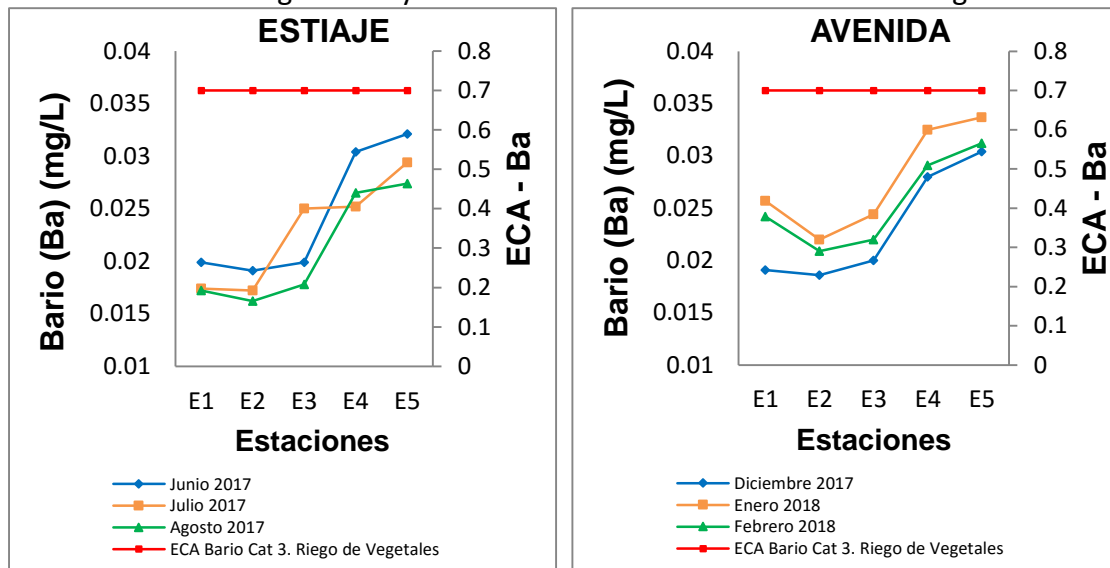 ESTIAJE
0.04
0.035
0.03
0.025
0.02
0.015
0.01
Bario (Ba) (mg/L)
0.8
0.7
0.6
0.5
0.4
0.3
0.2
0.1
0
ECA - Ba
E1 E2 E3 E4 E5
Estaciones
Junio 2017
Julio 2017
Agosto 2017
ECA Bario Cat 3. Riego de Vegetales
AVENIDA
0.04
0.035
0.03
0.025
0.02
0.015
0.01
Bario (Ba) (mg/L)
0.8
0.7
0.6
0.5
0.4
0.3
0.2
0.1
0
ECA - Ba
E1 E2 E3 E4 E5
Estaciones
Diciembre 2017
Enero 2018
Febrero 2018
ECA Bario Cat 3. Riego de Vegetales